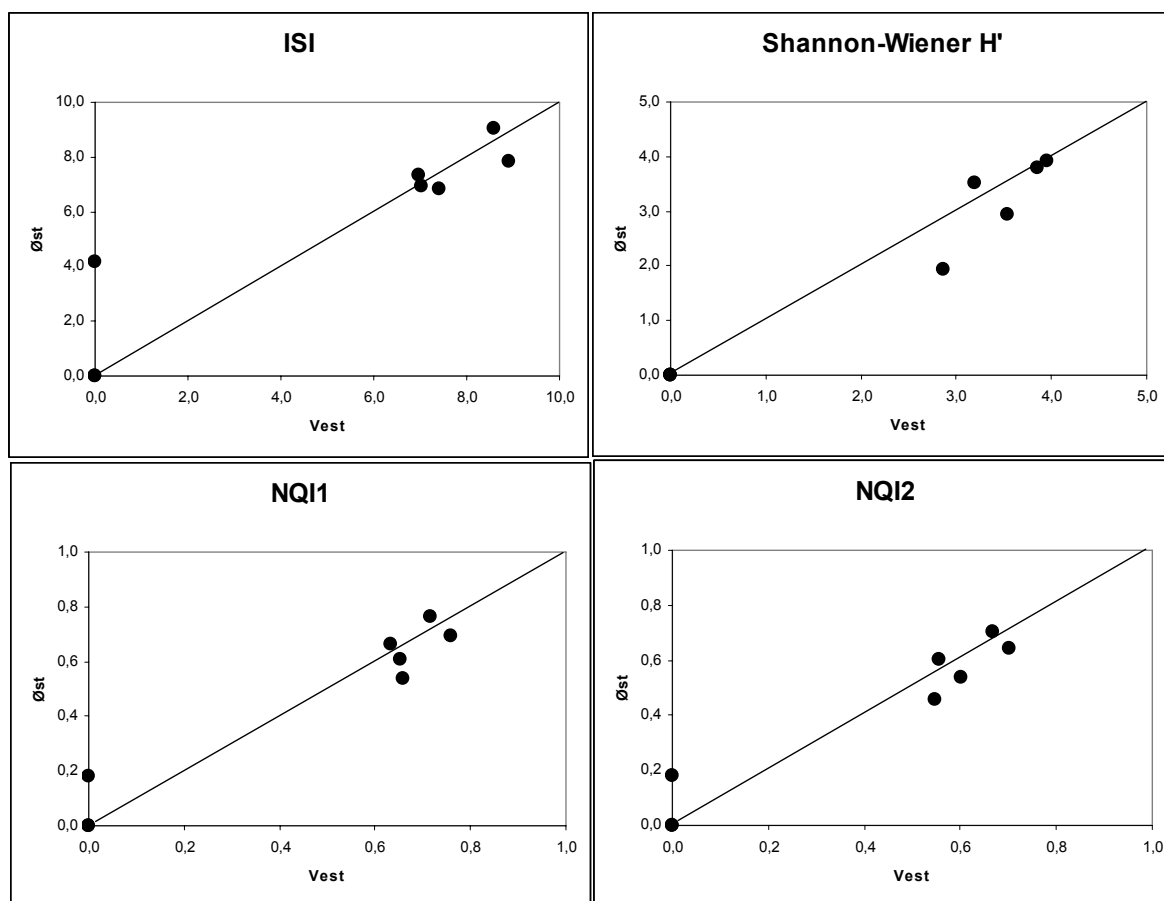 ISI
10,0
8,0
6,0
4,0
2,0
0,0
Øst
0,0 2,0 4,0 6,0 8,0 10,0
Vest
Shannon-Wiener H'
5,0
4,0
3,0
2,0
1,0
0,0
Øst
0,0 1,0 2,0 3,0 4,0 5,0
Vest
NQI1
1,0
0,8
0,6
0,4
0,2
0,0
Øst
0,0 0,2 0,4 0,6 0,8 1,0
Vest
NQI2
1,0
0,8
0,6
0,4
0,2
0,0
Øst
0,0 0,2 0,4 0,6 0,8 1,0
Vest